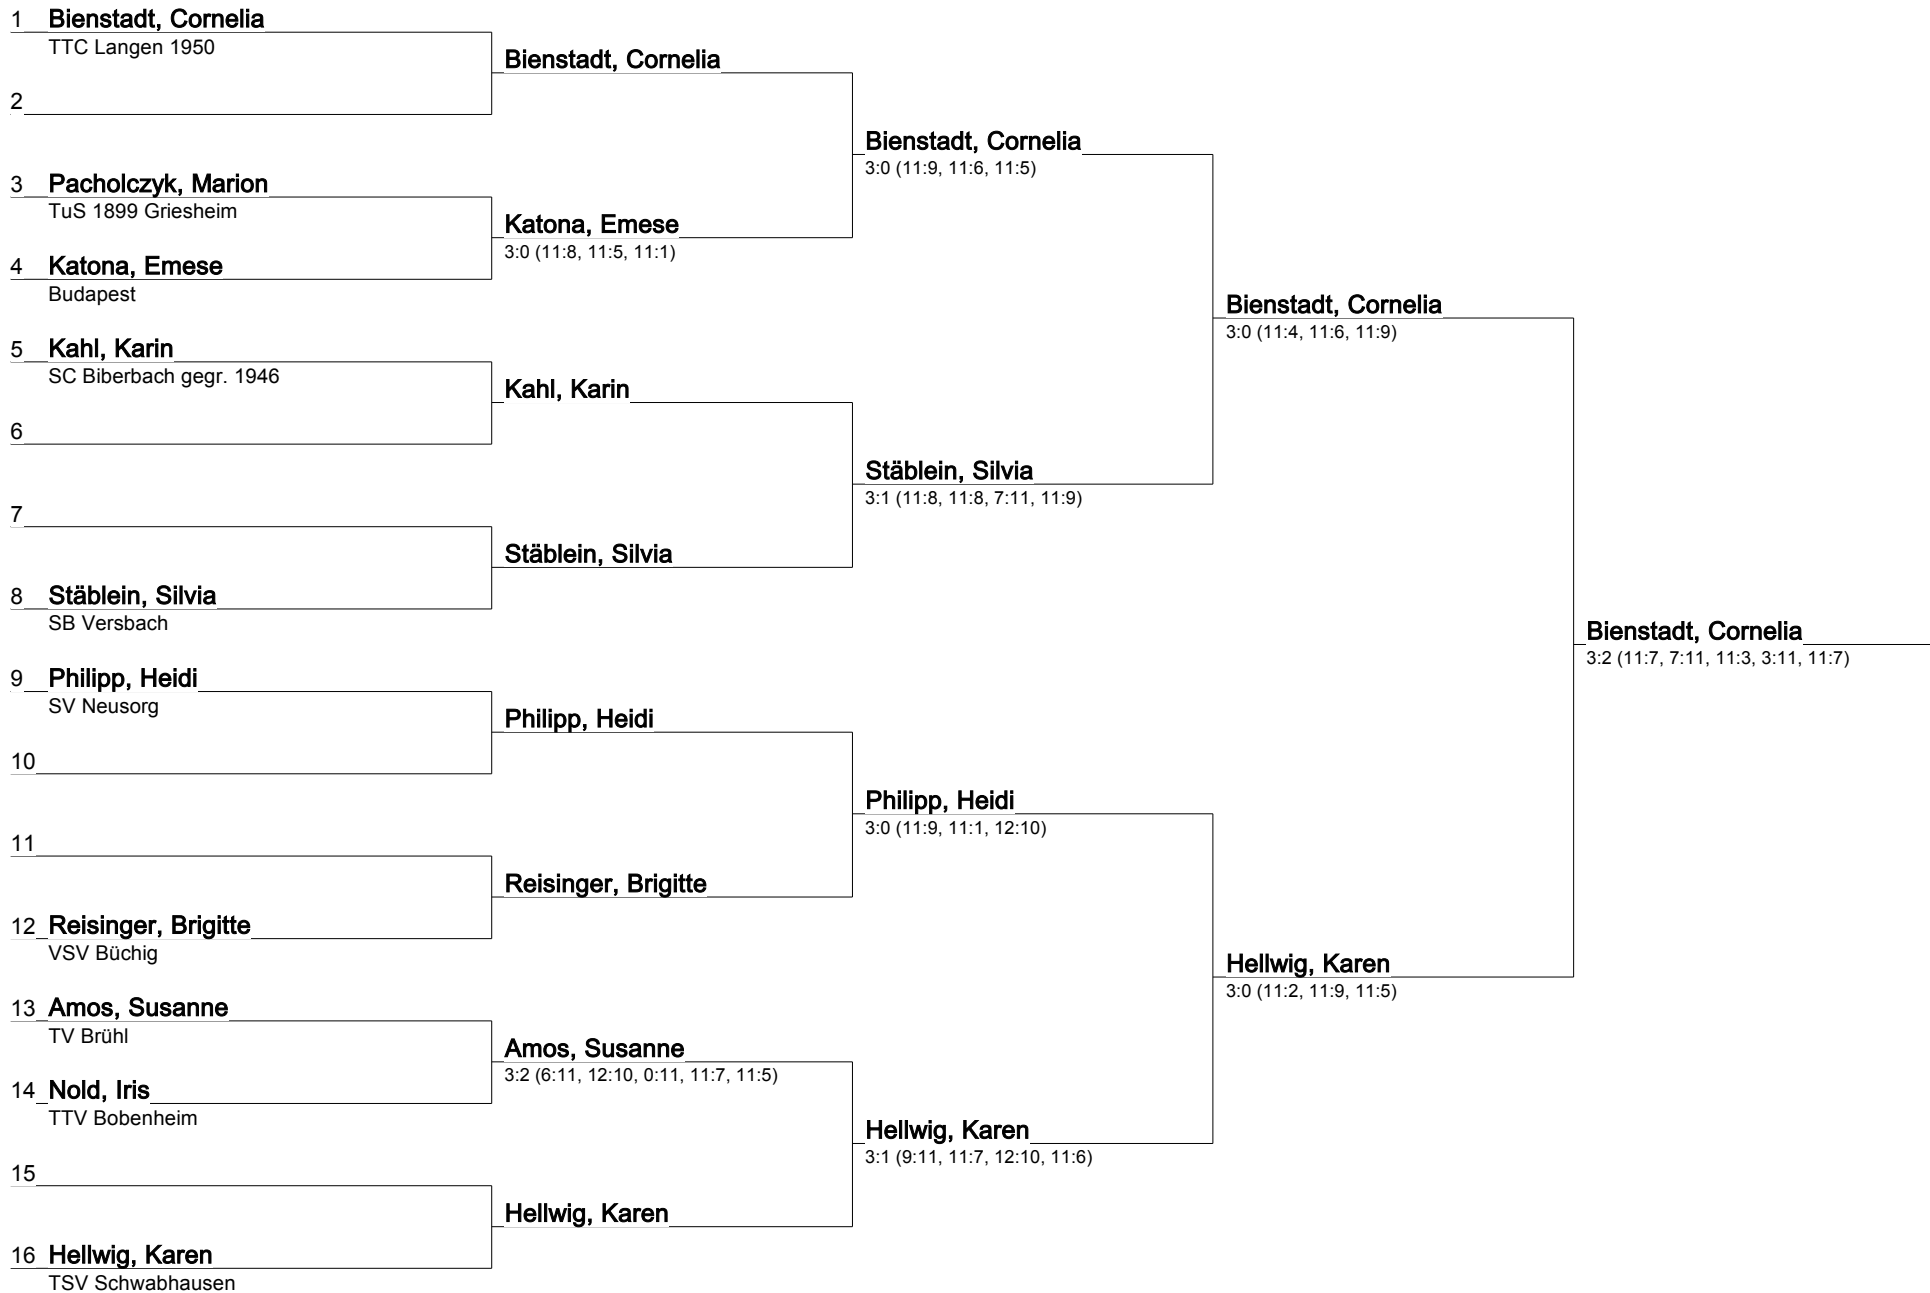 1 Bienstadt, Cornelia
TTC Langen 1950
Bienstadt, Cornelia
2
Bienstadt, Cornelia
3:0 (11:9, 11:6, 11:5)
3 Pacholczyk, Marion
TuS 1899 Griesheim
Katona, Emese
3:0 (11:8, 11:5, 11:1)
4 Katona, Emese
Budapest
Bienstadt, Cornelia
3:0 (11:4, 11:6, 11:9)
5 Kahl, Karin
SC Biberbach gegr. 1946
Kahl, Karin
6
Stäblein, Silvia
3:1 (11:8, 11:8, 7:11, 11:9)
7
Stäblein, Silvia
8 Stäblein, Silvia
SB Versbach
Bienstadt, Cornelia
3:2 (11:7, 7:11, 11:3, 3:11, 11:7)
9 Philipp, Heidi
SV Neusorg
Philipp, Heidi
10
Philipp, Heidi
3:0 (11:9, 11:1, 12:10)
11
Reisinger, Brigitte
12 Reisinger, Brigitte
VSV Büchig
Hellwig, Karen
3:0 (11:2, 11:9, 11:5)
13 Amos, Susanne
TV Brühl
Amos, Susanne
3:2 (6:11, 12:10, 0:11, 11:7, 11:5)
14 Nold, Iris
TTV Bobenheim
Hellwig, Karen
3:1 (9:11, 11:7, 12:10, 11:6)
15
Hellwig, Karen
16 Hellwig, Karen
TSV Schwabhausen